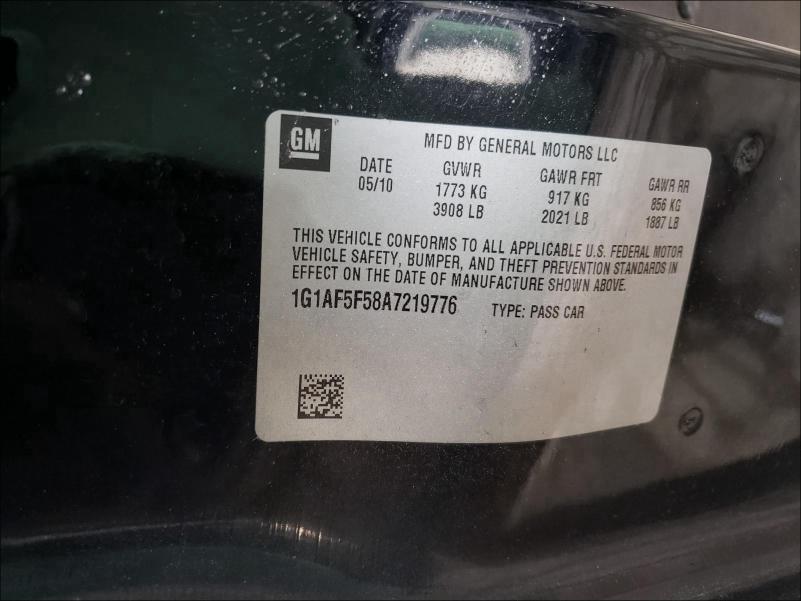 GM
MFD BY GENERAL MOTORS LLC
DATE GVWR GAWR FRT GAWR RR
05/10 1773 KG 917 KG 856 KG
3908 LB 2021 LB 1887 LB
THIS VEHICLE CONFORMS TO ALL APPLICABLE U.S. FEDERAL MOTOR
VEHICLE SAFETY, BUMPER, AND THEFT PREVENTION STANDARDS IN
EFFECT ON THE DATE OF MANUFACTURE SHOWN ABOVE.
1G1AF5F58A7219776 TYPE: PASS CAR